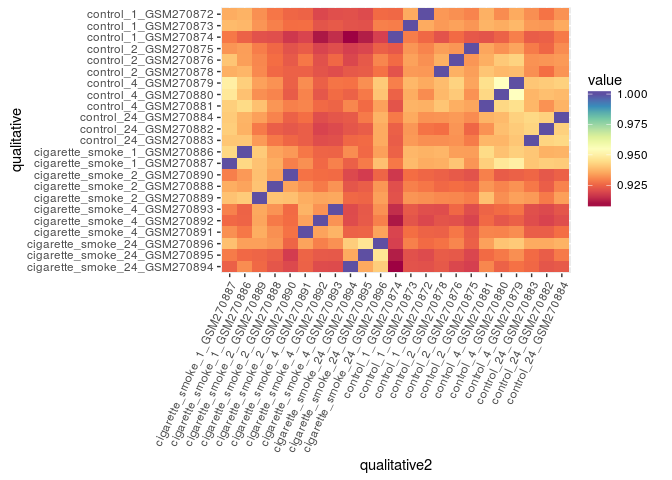 control_1_GSM270872
control_1_GSM270873
control_1_GSM270874
control_2_GSM270875
control_2_GSM270876
control_2_GSM270878
control_4_GSM270879
control_4_GSM270880
control_4_GSM270881
control_24_GSM270884
control_24_GSM270882
control_24_GSM270883
cigarette_smoke_1_GSM270886
cigarette_smoke_1_GSM270887
cigarette_smoke_2_GSM270890
cigarette_smoke_2_GSM270888
cigarette_smoke_2_GSM270889
cigarette_smoke_4_GSM270893
cigarette_smoke_4_GSM270892
cigarette_smoke_4_GSM270891
cigarette_smoke_24_GSM270896
cigarette_smoke_24_GSM270895
cigarette_smoke_24_GSM270894
qualitative
cigarette_smoke_1_GSM270887
cigarette_smoke_1_GSM270886
cigarette_smoke_2_GSM270889
cigarette_smoke_2_GSM270888
cigarette_smoke_2_GSM270890
cigarette_smoke_4_GSM270891
cigarette_smoke_4_GSM270892
cigarette_smoke_4_GSM270893
cigarette_smoke_24_GSM270894
cigarette_smoke_24_GSM270895
cigarette_smoke_24_GSM270896
control_1_GSM270874
control_1_GSM270873
control_1_GSM270872
control_2_GSM270878
control_2_GSM270876
control_2_GSM270875
control_4_GSM270881
control_4_GSM270880
control_4_GSM270879
control_24_GSM270883
control_24_GSM270882
control_24_GSM270884
qualitative2
value
1.000
0.975
0.950
0.925